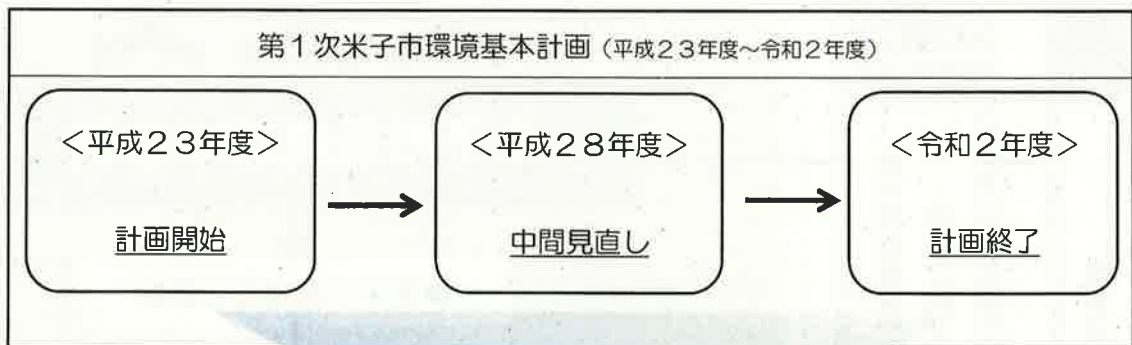 第１次米子市環境基本計画（平成２３年度～令和２年度）
＜平成２３年度＞
計画開始
＜平成２８年度＞
中間見直し
＜令和２年度＞
計画終了